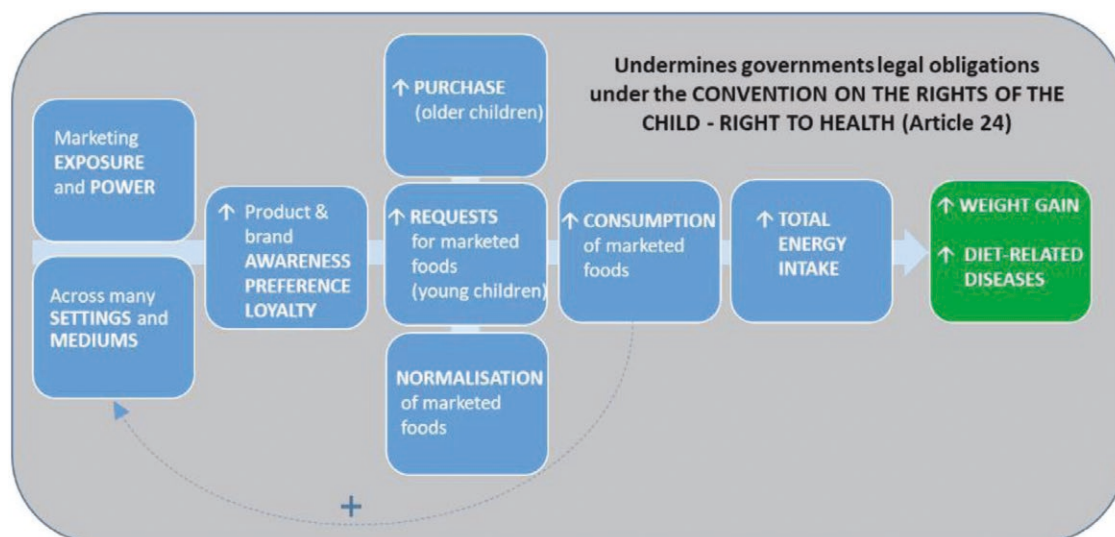 Undermines governments legal obligations
under the CONVENTION ON THE RIGHTS OF THE
CHILD - RIGHT TO HEALTH (Article 24)
Marketing
EXPOSURE
and POWER
Across many
SETTINGS and
MEDIUMS
↑ Product &
brand
AWARENESS
PREFERENCE
LOYALTY
↑ PURCHASE
(older children)
↑ REQUESTS
for marketed
foods
(young children)
NORMALISATION
of marketed
foods
↑ CONSUMPTION
of marketed
foods
↑ TOTAL
ENERGY
INTAKE
↑ WEIGHT GAIN
↑ DIET-RELATED
DISEASES
+